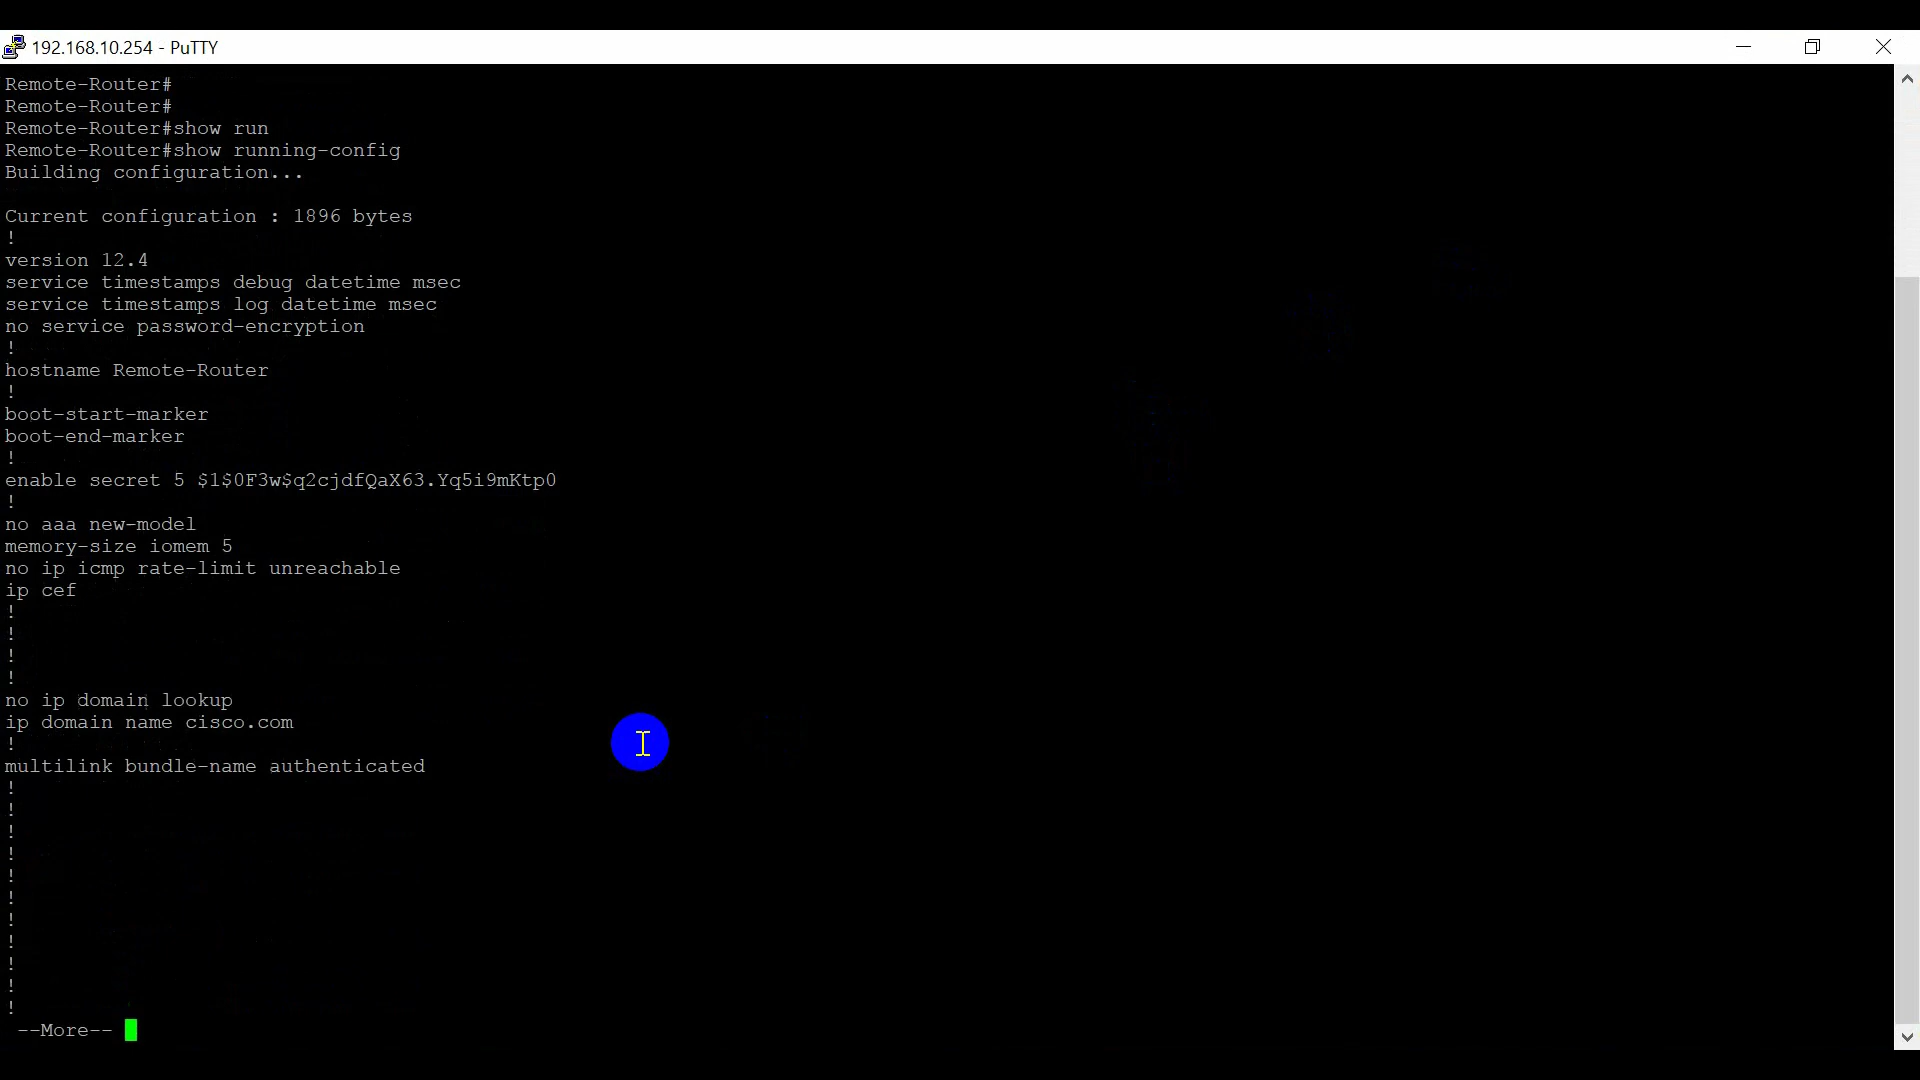 192.168.10.254 - PuTTY
Remote-Router#
Remote-Router#
Remote-Router#show run
Remote-Router#show running-config
Building configuration...
Current configuration : 1896 bytes
!
version 12.4
service timestamps debug datetime msec
service timestamps log datetime msec
no service password-encryption
!
hostname Remote-Router
!
boot-start-marker
boot-end-marker
!
enable secret 5 $1$0F3w$q2cjdfQaX63.Yq5i9mKtp0
!
no aaa new-model
memory-size iomem 5
no ip icmp rate-limit unreachable
ip cef
!
!
!
!
no ip domain lookup
ip domain name cisco.com
!
multilink bundle-name authenticated
!
!
!
!
!
!
!
!
!
!
!
--More--